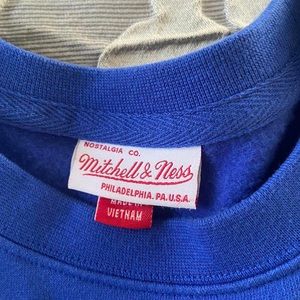 NOSTALGIA CO.
Mitchell & Ness
PHILADELPHIA, PA. U.S.A.
MADE IN
VIETNAM